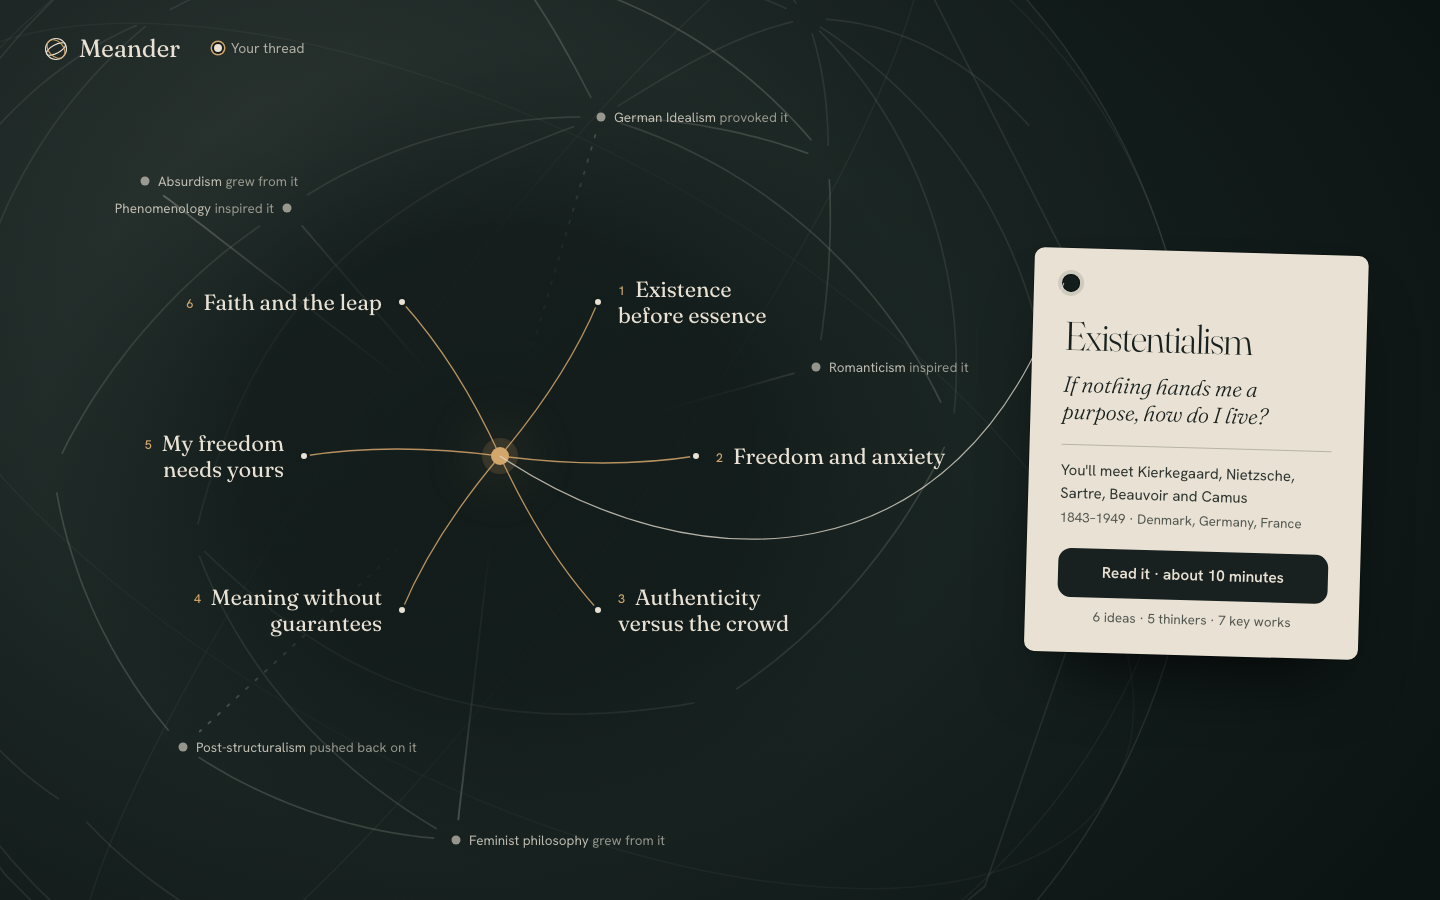 Meander
Your thread
German Idealism provoked it
Absurdism grew from it
Phenomenology inspired it
6 Faith and the leap
1 Existence
before essence
Romanticism inspired it
5 My freedom
needs yours
2 Freedom and anxiety
4 Meaning without
guarantees
3 Authenticity
versus the crowd
Post-structuralism pushed back on it
Feminist philosophy grew from it
Existentialism
If nothing hands me a
purpose, how do I live?
You'll meet Kierkegaard, Nietzsche,
Sartre, Beauvoir and Camus
1843–1949 · Denmark, Germany, France
Read it · about 10 minutes
6 ideas · 5 thinkers · 7 key works